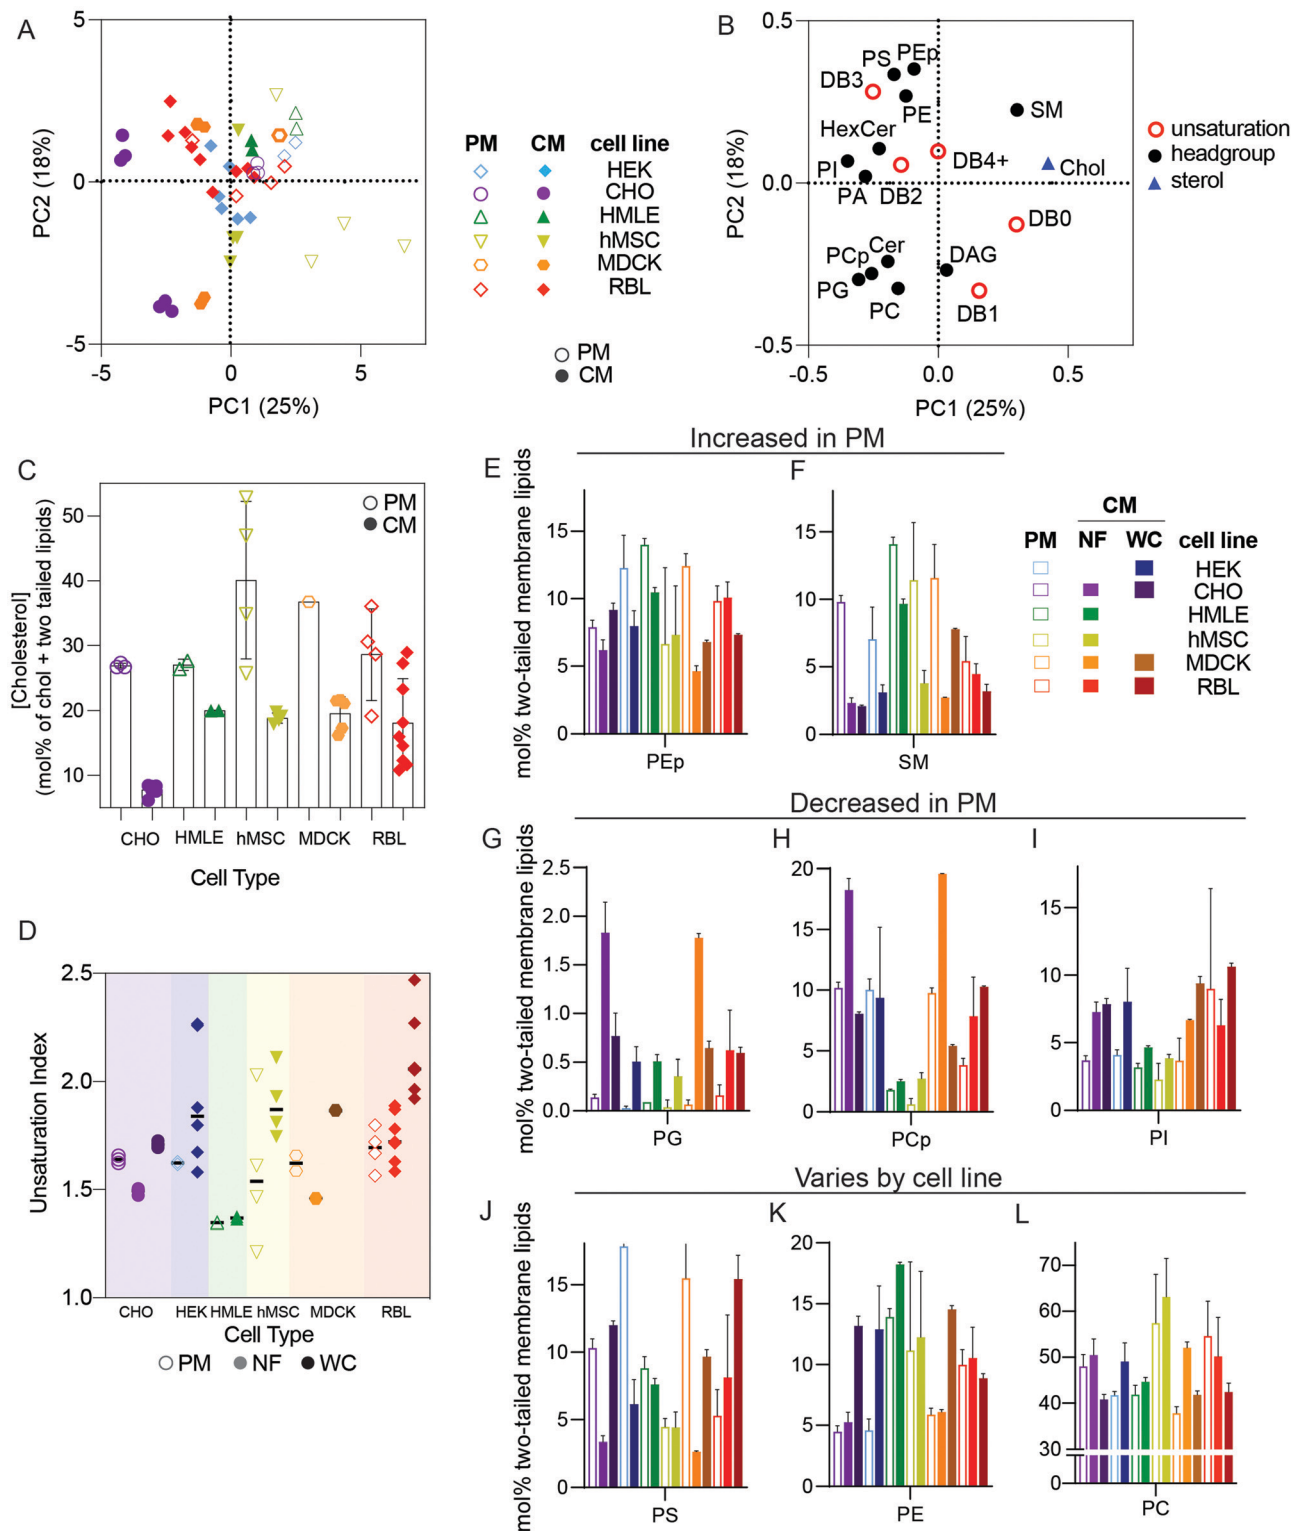 A
5
0
-5
-5
0
5
PC2 (18%)
PC1 (25%)
PM CM cell line
HEK
CHO
HMLE
hMSC
MDCK
RBL
PM
CM
B
0.5
0.0
-0.5
-0.5
0.0
0.5
PC2 (18%)
PC1 (25%)
PS PEp
DB3
PE
SM
HexCer
DB4+
Chol
PI
PA DB2
DB0
PCp Cer
DAG
PG
PC
DB1
unsaturation
headgroup
sterol
C
[Cholesterol]
(mol% of chol + two tailed lipids)
50
40
30
20
10
PM
CM
CHO HMLE hMSC MDCK RBL
Cell Type
D
Unsaturation Index
2.5
2.0
1.5
1.0
CHO HEK HMLE hMSC MDCK RBL
Cell Type
PM NF WC
Increased in PM
E
mol% two-tailed membrane lipids
15
10
5
0
PEp
F
15
10
5
0
SM
CM
PM NF WC cell line
HEK
CHO
HMLE
hMSC
MDCK
RBL
Decreased in PM
G
mol% two-tailed membrane lipids
2.5
2.0
1.5
1.0
0.5
0.0
PG
H
20
15
10
5
0
PCp
I
15
10
5
0
PI
Varies by cell line
J
mol% two-tailed membrane lipids
15
10
5
0
PS
K
20
15
10
5
0
PE
L
70
60
50
40
30
0
PC